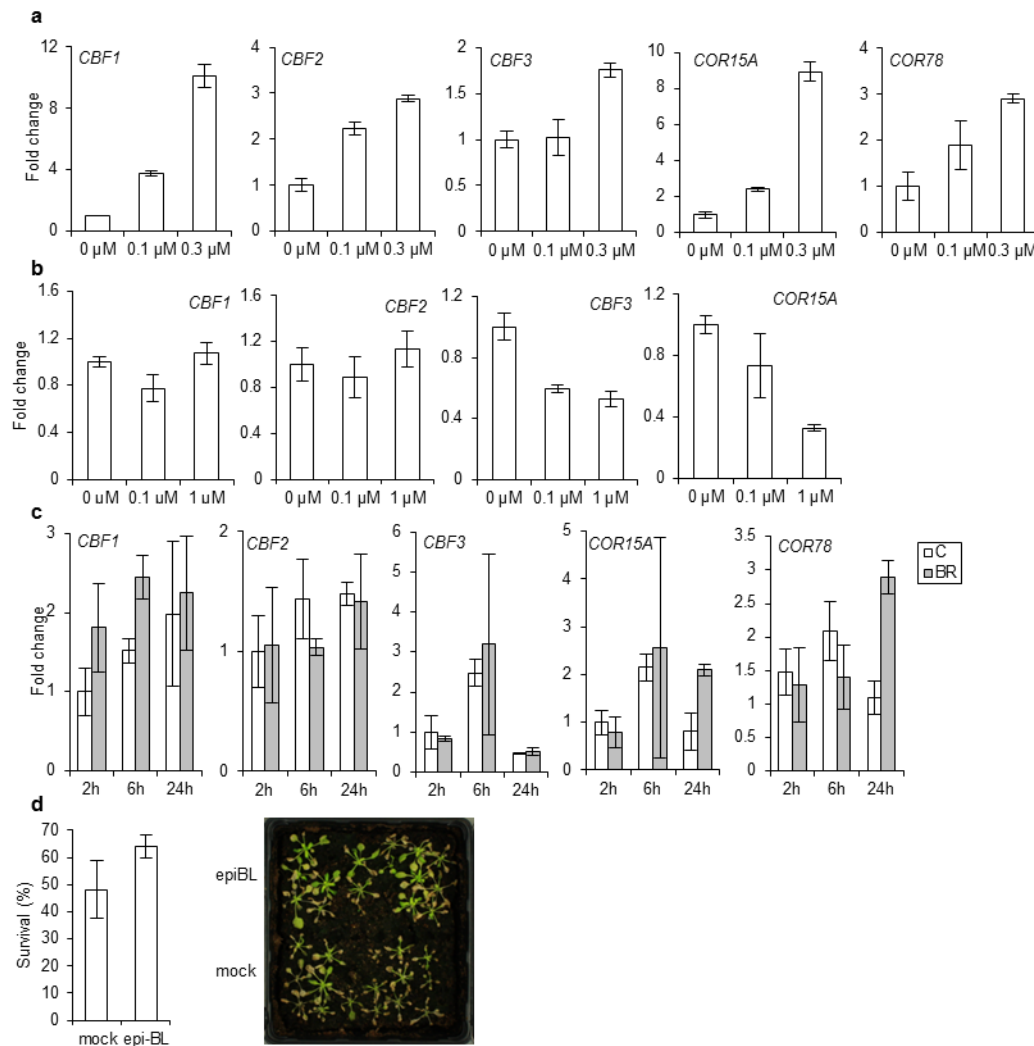 a
CBF1
CBF2
CBF3
COR15A
COR78
Fold change
12
8
4
0
4
3
2
1
0
2
1.5
1
0.5
0
10
8
6
4
2
0
4
3
2
1
0
0 µM 0.1 µM 0.3 µM
0 µM 0.1 µM 0.3 µM
0 µM 0.1 µM 0.3 µM
0 µM 0.1 µM 0.3 µM
0 µM 0.1 µM 0.3 µM
b
CBF1
CBF2
CBF3
COR15A
Fold change
1.6
1.2
0.8
0.4
0
1.6
1.2
0.8
0.4
0
1.2
0.8
0.4
0
1.2
0.8
0.4
0
0 uM 0.1 µM 1 uM
0 µM 0.1 µM 1 µM
0 µM 0.1 µM 1 µM
0 µM 0.1 µM 1 µM
c
CBF1
CBF2
CBF3
COR15A
COR78
C
BR
Fold change
3
2
1
0
2
1
0
6
5
4
3
2
1
0
5
4
3
2
1
0
3.5
3
2.5
2
1.5
1
0.5
0
2h 6h 24h
2h 6h 24h
2h 6h 24h
2h 6h 24h
2h 6h 24h
d
Survival (%)
70
60
50
40
30
20
10
0
mock epi-BL
epiBL
mock